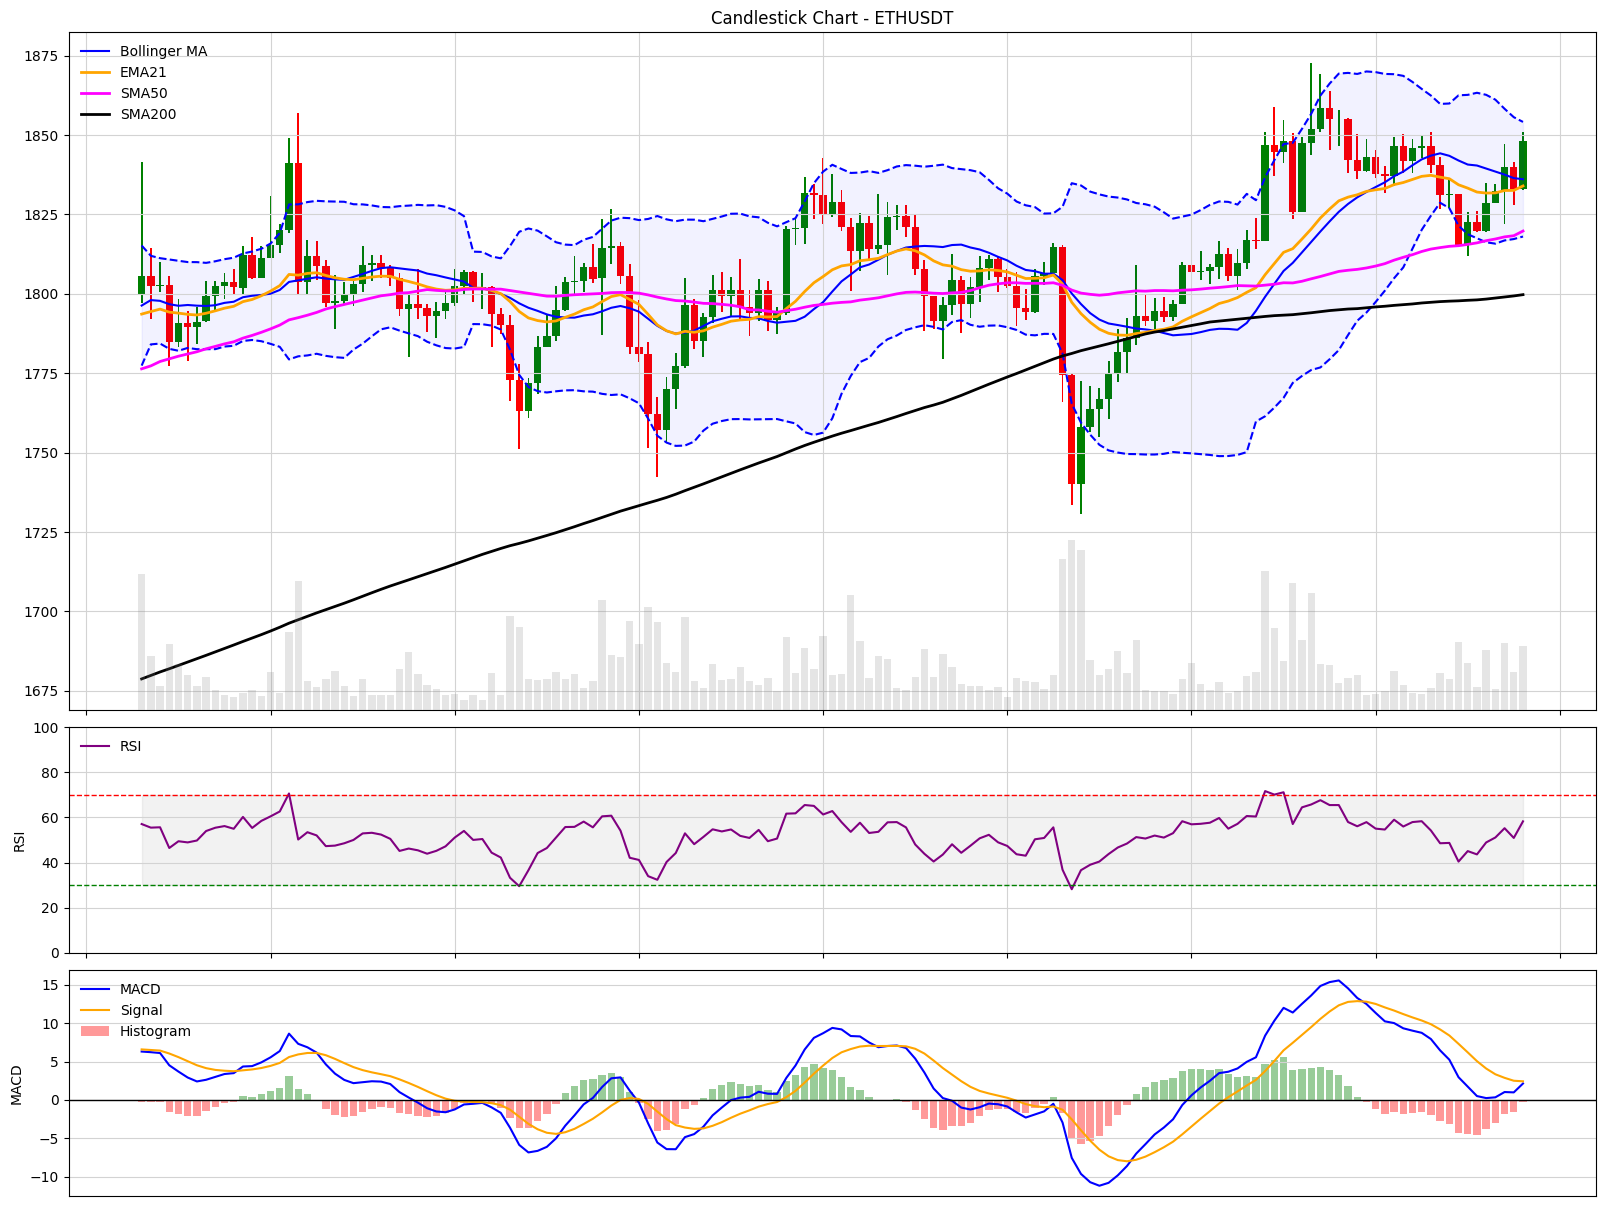 Candlestick Chart - ETHUSDT
1875
1850
1825
1800
1775
1750
1725
1700
1675
Bollinger MA
EMA21
SMA50
SMA200
100
80
60
40
20
0
RSI
RSI
15
10
5
0
−5
−10
MACD
MACD
Signal
Histogram